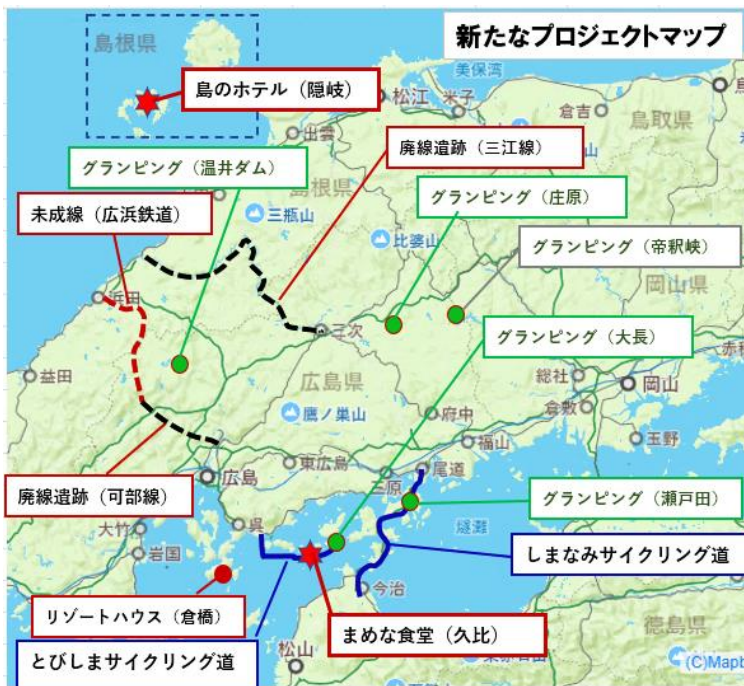 新たなプロジェクトマップ
島根県
美保湾
島のホテル（隠岐）
松江
米子
倉吉
鳥取県
出雲
グランピング（温井ダム）
廃線遺跡（三江線）
島根県
グランピング（庄原）
未成線（広浜鉄道）
三瓶山
比婆山
グランピング（帝釈峡）
岡山県
浜田
三次
グランピング（大長）
益田
広島県
総社
岡山
鷹ノ巣山
府中
倉敷
福山
玉野
広島
東広島
三原
尾道
廃線遺跡（可部線）
グランピング（瀬戸田）
大竹
呉
燧灘
岩国
しまなみサイクリング道
今治
リゾートハウス（倉橋）
まめな食堂（久比）
徳島県
とびしまサイクリング道
松山
(C)Mapb